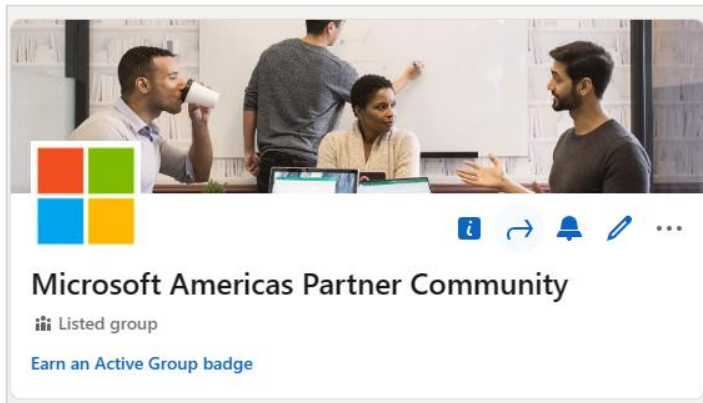 Microsoft Americas Partner Community
Listed group
Earn an Active Group badge